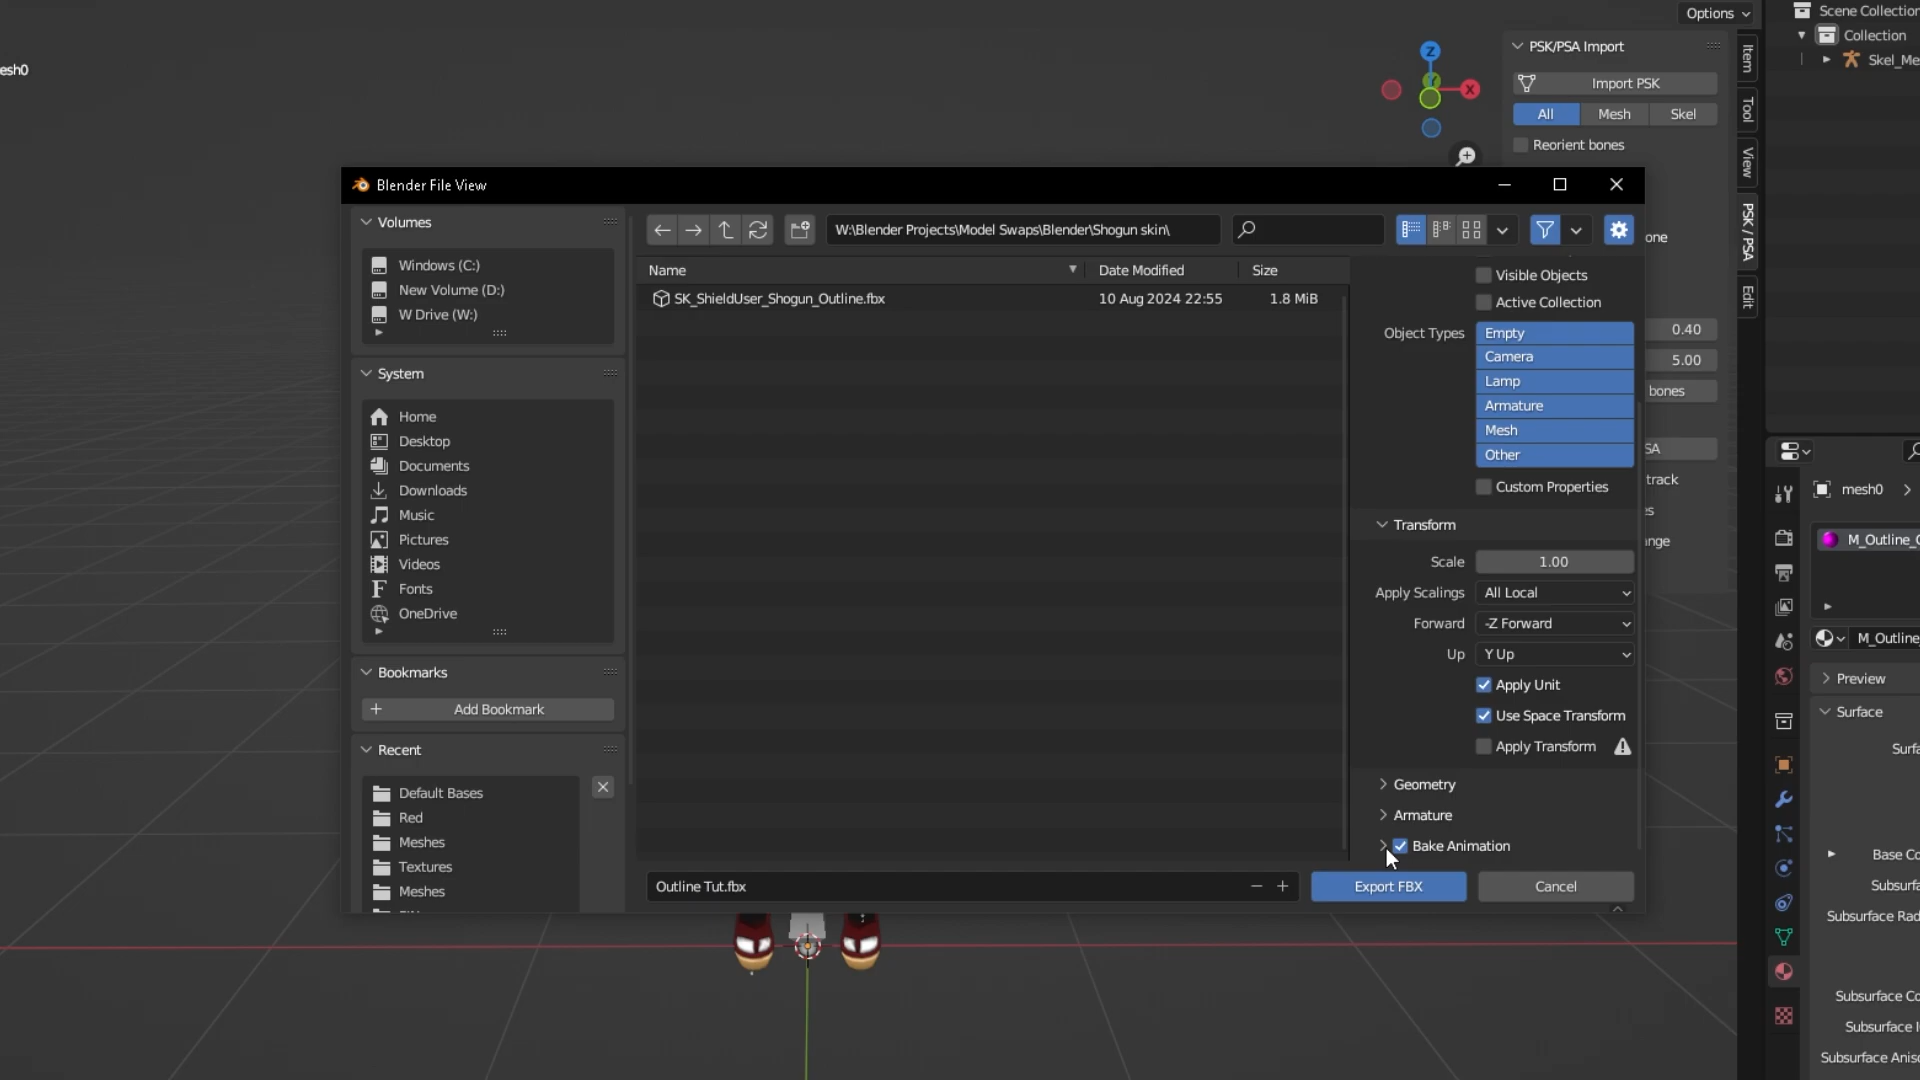 Options
Scene Collection
Collection
Skel_Me
esh0
PSK/PSA Import
Import PSK
All Mesh Skel
Reorient bones
Item
Tool
View
PSK / PSA
Edit
Z
Y
X
Blender File View
Volumes
Windows (C:)
New Volume (D:)
W Drive (W:)
System
Home
Desktop
Documents
Downloads
Music
Pictures
Videos
Fonts
OneDrive
Bookmarks
Add Bookmark
Recent
Default Bases
Red
Meshes
Textures
Meshes
W:\Blender Projects\Model Swaps\Blender\Shogun skin\
Name Date Modified Size
SK_ShieldUser_Shogun_Outline.fbx 10 Aug 2024 22:55 1.8 MiB
Visible Objects
Active Collection
Object Types Empty
Camera
Lamp
Armature
Mesh
Other
Custom Properties
Transform
Scale 1.00
Apply Scalings All Local
Forward -Z Forward
Up Y Up
Apply Unit
Use Space Transform
Apply Transform
Geometry
Armature
Bake Animation
Outline Tut.fbx
Export FBX
Cancel
one
0.40
5.00
bones
SA
track
es
nge
mesh0
M_Outline_
M_Outline
Preview
Surface
Surfa
Base Co
Subsurfa
Subsurface Rad
Subsurface Co
Subsurface I
Subsurface Aniso